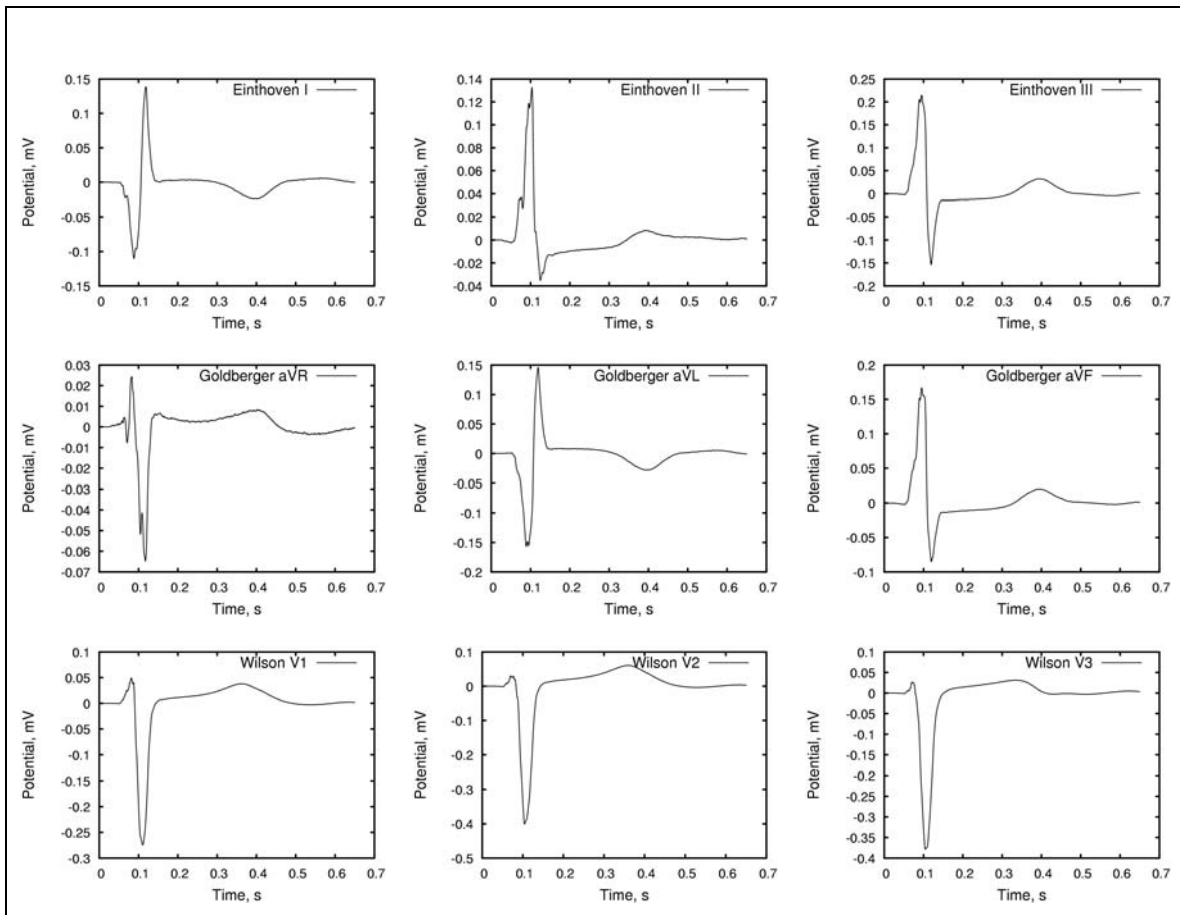 Einthoven I
Potential, mV
0.15
0.1
0.05
0
-0.05
-0.1
-0.15
0 0.1 0.2 0.3 0.4 0.5 0.6 0.7
Time, s
Einthoven II
Potential, mV
0.14
0.12
0.1
0.08
0.06
0.04
0.02
0
-0.02
-0.04
0 0.1 0.2 0.3 0.4 0.5 0.6 0.7
Time, s
Einthoven III
Potential, mV
0.25
0.2
0.15
0.1
0.05
0
-0.05
-0.1
-0.15
-0.2
0 0.1 0.2 0.3 0.4 0.5 0.6 0.7
Time, s
Goldberger aVR
Potential, mV
0.03
0.02
0.01
0
-0.01
-0.02
-0.03
-0.04
-0.05
-0.06
-0.07
0 0.1 0.2 0.3 0.4 0.5 0.6 0.7
Time, s
Goldberger aVL
Potential, mV
0.15
0.1
0.05
0
-0.05
-0.1
-0.15
-0.2
0 0.1 0.2 0.3 0.4 0.5 0.6 0.7
Time, s
Goldberger aVF
Potential, mV
0.2
0.15
0.1
0.05
0
-0.05
-0.1
0 0.1 0.2 0.3 0.4 0.5 0.6 0.7
Time, s
Wilson V1
Potential, mV
0.1
0.05
0
-0.05
-0.1
-0.15
-0.2
-0.25
-0.3
0 0.1 0.2 0.3 0.4 0.5 0.6 0.7
Time, s
Wilson V2
Potential, mV
0.1
0
-0.1
-0.2
-0.3
-0.4
-0.5
0 0.1 0.2 0.3 0.4 0.5 0.6 0.7
Time, s
Wilson V3
Potential, mV
0.1
0.05
0
-0.05
-0.1
-0.15
-0.2
-0.25
-0.3
-0.35
-0.4
0 0.1 0.2 0.3 0.4 0.5 0.6 0.7
Time, s